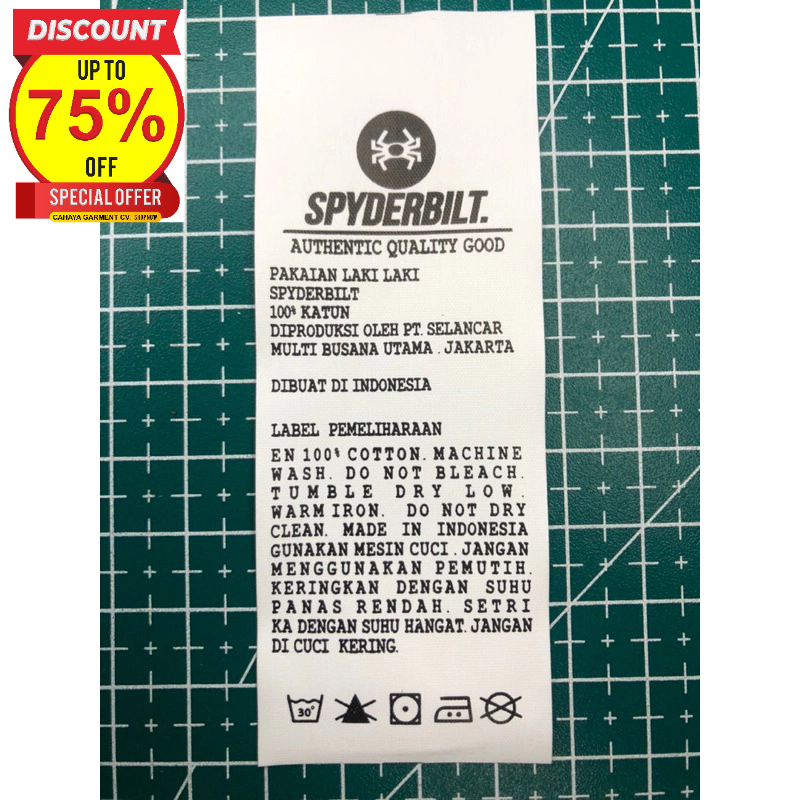 DISCOUNT
UP TO
75%
OFF
SPECIAL OFFER
CAHAYA GARMENT CV.
SPYDERBILT.
AUTHENTIC QUALITY GOOD
PAKAIAN LAKI LAKI
SPYDERBILT
100% KATUN
DIPRODUKSI OLEH PT. SELANCAR
MULTI BUSANA UTAMA . JAKARTA
DIBUAT DI INDONESIA
LABEL PEMELIHARAAN
EN 100% COTTON. MACHINE
WASH. DO NOT BLEACH.
TUMBLE DRY LOW.
WARM IRON. DO NOT DRY
CLEAN. MADE IN INDONESIA
GUNAKAN MESIN CUCI . JANGAN
MENGGUNAKAN PEMUTIH.
KERINGKAN DENGAN SUHU
PANAS RENDAH. SETRI
KA DENGAN SUHU HANGAT. JANGAN
DI CUCI KERING.
30°